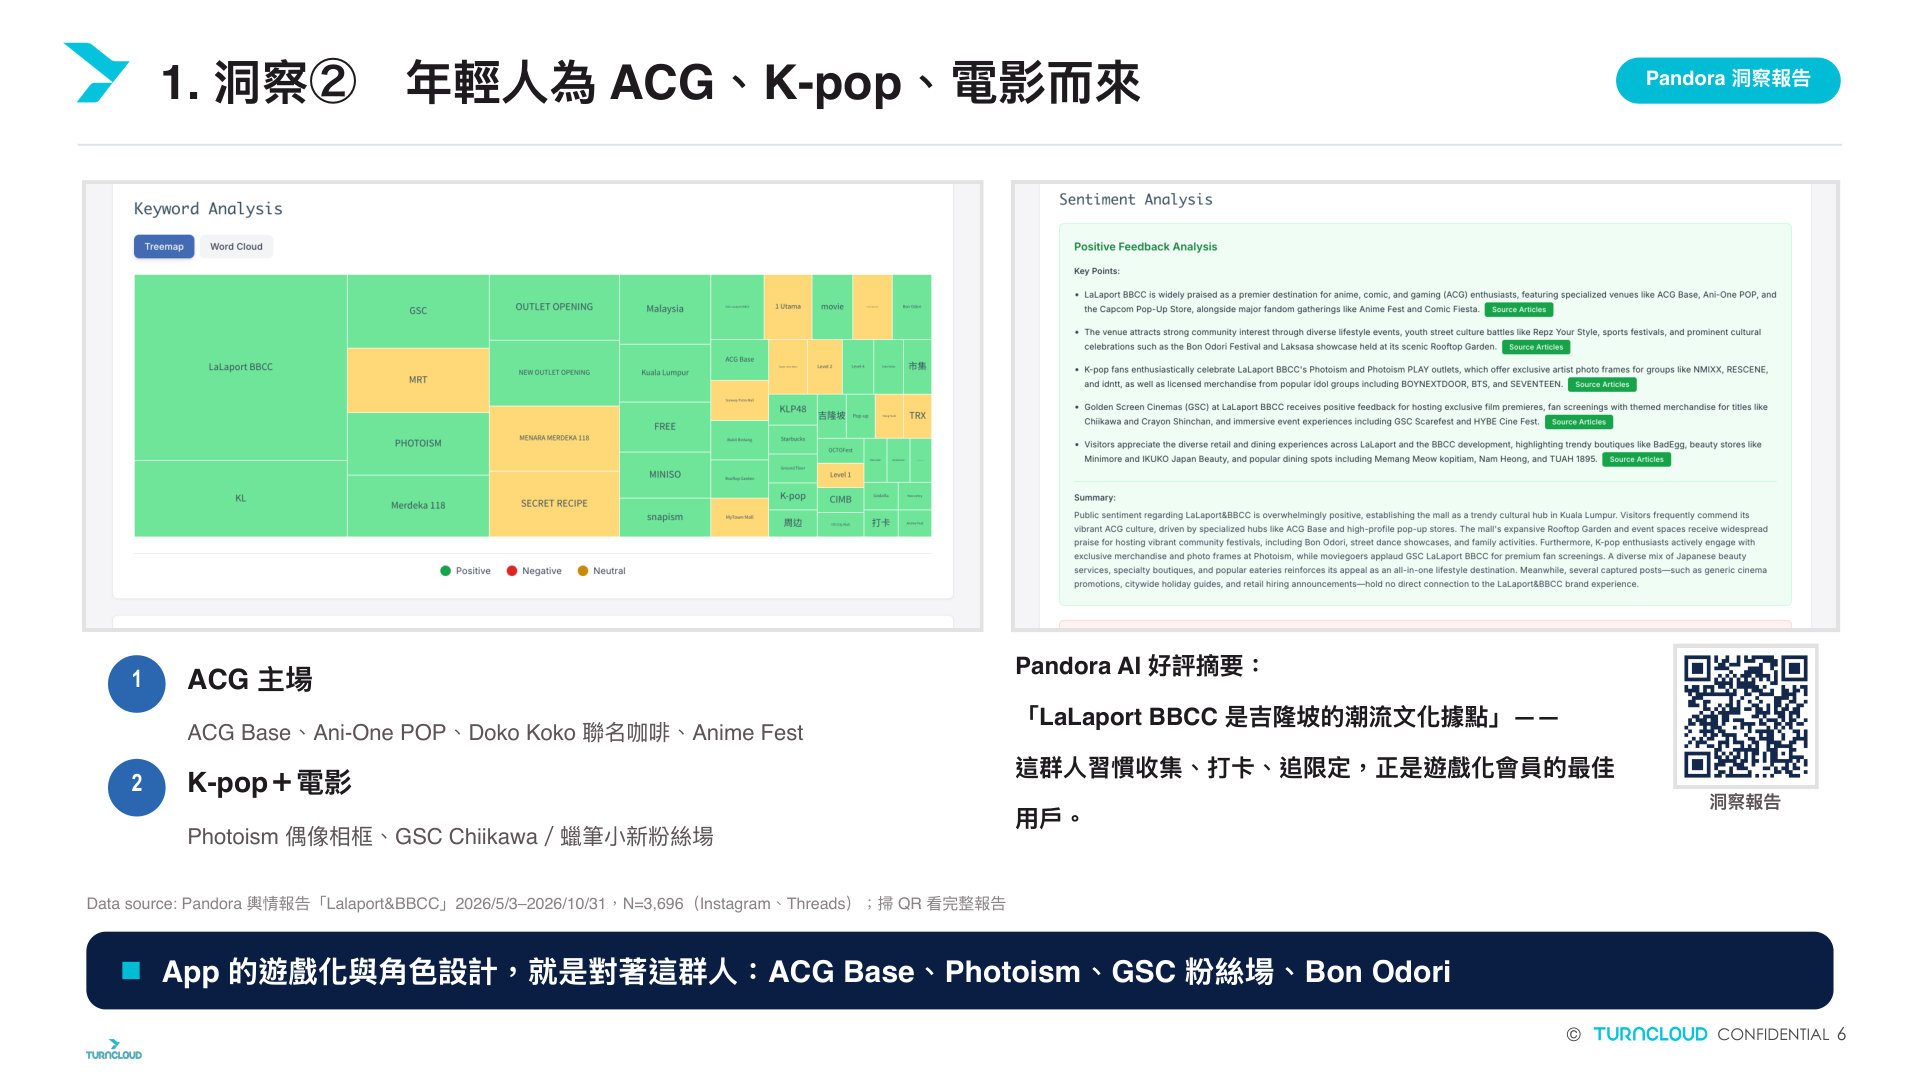 1. 洞察②　年輕人為 ACG、K-pop、電影而來
Pandora 洞察報告
Keyword Analysis
Treemap
Word Cloud
LaLaport BBCC
KL
GSC
MRT
PHOTOISM
Merdeka 118
OUTLET OPENING
NEW OUTLET OPENING
MENARA MERDEKA 118
SECRET RECIPE
Malaysia
Kuala Lumpur
FREE
MINISO
snapism
ACG Base
Bukit Bintang
Rooftop Garden
MyTown Mall
1 Utama
movie
Bon Odori
Level 2
市集
KLP48
吉隆坡
Pop-up
TRX
Starbucks
OCTOFest
Ground Floor
Level 1
K-pop
CIMB
周边
打卡
Positive
Negative
Neutral
Sentiment Analysis
Positive Feedback Analysis
Key Points:
• LaLaport BBCC is widely praised as a premier destination for anime, comic, and gaming (ACG) enthusiasts, featuring specialized venues like ACG Base, Ani-One POP, and
the Capcom Pop-Up Store, alongside major fandom gatherings like Anime Fest and Comic Fiesta. Source Articles
• The venue attracts strong community interest through diverse lifestyle events, youth street culture battles like Repz Your Style, sports festivals, and prominent cultural
celebrations such as the Bon Odori Festival and Laksasa showcase held at its scenic Rooftop Garden. Source Articles
• K-pop fans enthusiastically celebrate LaLaport BBCC's Photoism and Photoism PLAY outlets, which offer exclusive artist photo frames for groups like NMIXX, RESCENE,
and idntt, as well as licensed merchandise from popular idol groups including BOYNEXTDOOR, BTS, and SEVENTEEN. Source Articles
• Golden Screen Cinemas (GSC) at LaLaport BBCC receives positive feedback for hosting exclusive film premieres, fan screenings with themed merchandise for titles like
Chiikawa and Crayon Shinchan, and immersive event experiences including GSC Scarefest and HYBE Cine Fest. Source Articles
• Visitors appreciate the diverse retail and dining experiences across LaLaport and the BBCC development, highlighting trendy boutiques like BadEgg, beauty stores like
Minimore and IKUKO Japan Beauty, and popular dining spots including Memang Meow kopitiam, Nam Heong, and TUAH 1895. Source Articles
Summary:
Public sentiment regarding LaLaport&BBCC is overwhelmingly positive, establishing the mall as a trendy cultural hub in Kuala Lumpur. Visitors frequently commend its
vibrant ACG culture, driven by specialized hubs like ACG Base and high-profile pop-up stores. The mall's expansive Rooftop Garden and event spaces receive widespread
praise for hosting vibrant community festivals, including Bon Odori, street dance showcases, and family activities. Furthermore, K-pop enthusiasts actively engage with
exclusive merchandise and photo frames at Photoism, while moviegoers applaud GSC LaLaport BBCC for premium fan screenings. A diverse mix of Japanese beauty
services, specialty boutiques, and popular eateries reinforces its appeal as an all-in-one lifestyle destination. Meanwhile, several captured posts—such as generic cinema
promotions, citywide holiday guides, and retail hiring announcements—hold no direct connection to the LaLaport&BBCC brand experience.
1
ACG 主場
ACG Base、Ani-One POP、Doko Koko 聯名咖啡、Anime Fest
2
K-pop＋電影
Photoism 偶像相框、GSC Chiikawa / 蠟筆小新粉絲場
Pandora AI 好評摘要：
「LaLaport BBCC 是吉隆坡的潮流文化據點」——
這群人習慣收集、打卡、追限定，正是遊戲化會員的最佳
用戶。
洞察報告
Data source: Pandora 輿情報告「Lalaport&BBCC」2026/5/3–2026/10/31，N=3,696（Instagram、Threads）；掃 QR 看完整報告
App 的遊戲化與角色設計，就是對著這群人：ACG Base、Photoism、GSC 粉絲場、Bon Odori
TURNCLOUD
© TURNCLOUD CONFIDENTIAL 6